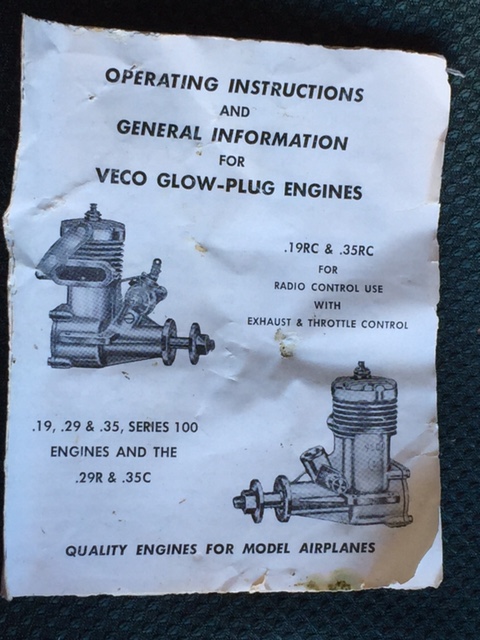 OPERATING INSTRUCTIONS
AND
GENERAL INFORMATION
FOR
VECO GLOW-PLUG ENGINES
.19RC & .35RC
FOR
RADIO CONTROL USE
WITH
EXHAUST & THROTTLE CONTROL
.19, .29 & .35, SERIES 100
ENGINES AND THE
.29R & .35C
QUALITY ENGINES FOR MODEL AIRPLANES